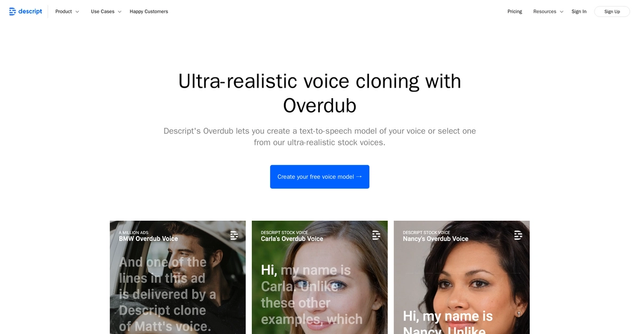 descript
Product
Use Cases
Happy Customers
Pricing
Resources
Sign In
Sign Up
Ultra-realistic voice cloning with
Overdub
Descript's Overdub lets you create a text-to-speech model of your voice or select one
from our ultra-realistic stock voices.
Create your free voice model →
A MILLION ADS
BMW Overdub Voice
And one of the
lines in this ad
is delivered by a
Descript clone
of Matt's voice.
DESCRIPT STOCK VOICE
Carla's Overdub Voice
Hi, my name is
Carla. Unlike
these other
examples, which
DESCRIPT STOCK VOICE
Nancy's Overdub Voice
Hi, my name is
Nancy. Unlike